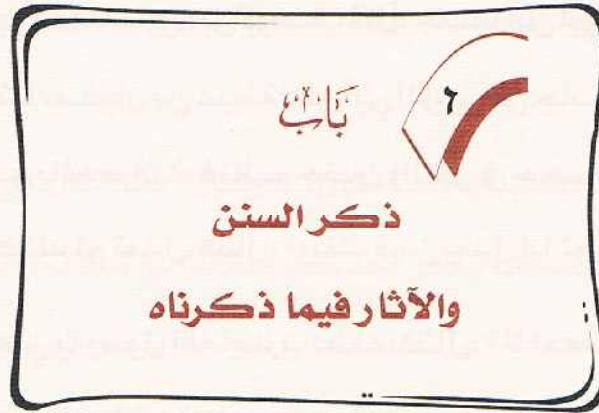 ٦
بَابُ
ذكر السنن
والآثار فيما ذكرناه